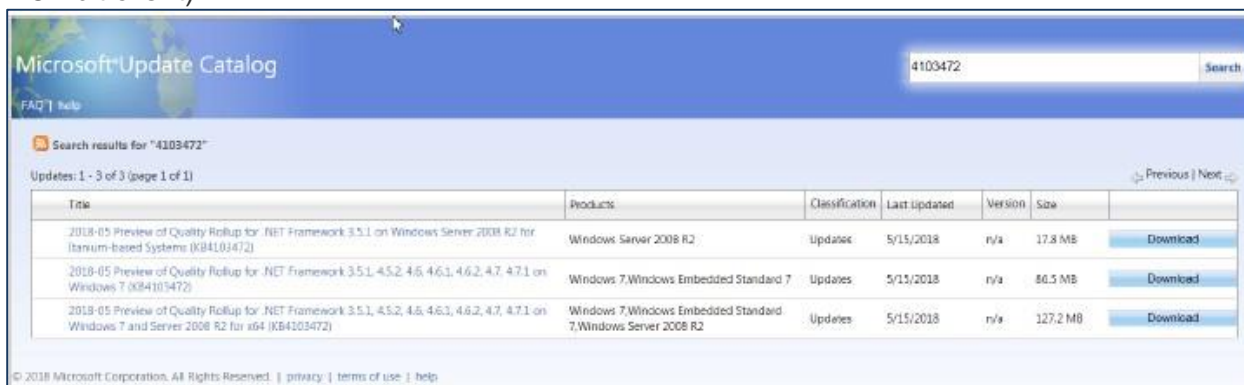 Microsoft Update Catalog
4103472
Search
FAQ | help
Search results for "4103472"
Updates: 1 - 3 of 3 (page 1 of 1)
Previous | Next
Title Products Classification Last Updated Version Size
2018-05 Preview of Quality Rollup for .NET Framework 3.5.1 on Windows Server 2008 R2 for
Itanium-based Systems (KB4103472)
Windows Server 2008 R2 Updates 5/15/2018 n/a 17.8 MB Download
2018-05 Preview of Quality Rollup for .NET Framework 3.5.1, 4.5.2, 4.6, 4.6.1, 4.6.2, 4.7, 4.7.1 on
Windows 7 (KB4103472)
Windows 7,Windows Embedded Standard 7 Updates 5/15/2018 n/a 86.5 MB Download
2018-05 Preview of Quality Rollup for .NET Framework 3.5.1, 4.5.2, 4.6, 4.6.1, 4.6.2, 4.7, 4.7.1 on
Windows 7 and Server 2008 R2 for x64 (KB4103472)
Windows 7,Windows Embedded Standard
7,Windows Server 2008 R2
Updates 5/15/2018 n/a 127.2 MB Download
© 2018 Microsoft Corporation. All Rights Reserved. | privacy | terms of use | help